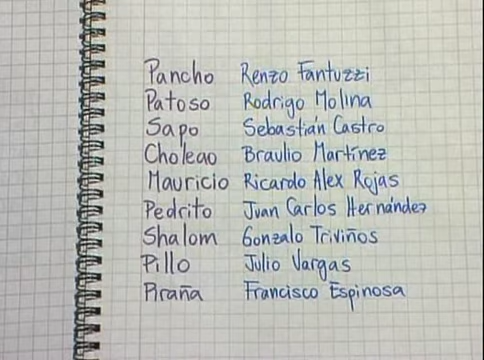 Pancho Renzo Fantuzzi
Patoso Rodrigo Molina
Sapo Sebastián Castro
Choleao Braulio Martínez
Mauricio Ricardo Alex Rojas
Pedrito Juan Carlos Hernández
Shalom Gonzalo Triviños
Pillo Julio Vargas
Piraña Francisco Espinosa